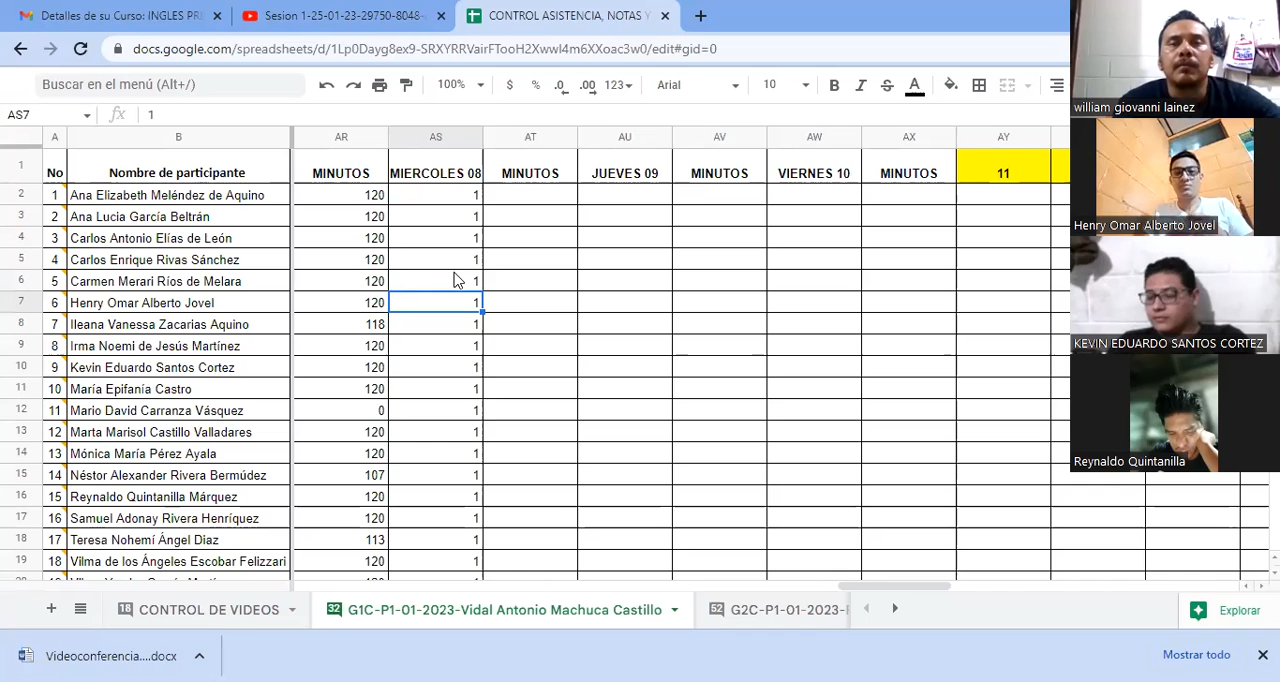 Detalles de su Curso: INGLES PR
Sesion 1-25-01-23-28750-8048-
CONTROL ASISTENCIA, NOTAS Y
Buscar en el menú (Alt+/)
100%
.0
.00
123
Arial
10
B
I
S
A
AS7
fx
1
A B AR AS AT AU AV AW AX AY
1 No Nombre de participante MINUTOS MIERCOLES 08 MINUTOS JUEVES 09 MINUTOS VIERNES 10 MINUTOS 11
2 1 Ana Elizabeth Meléndez de Aquino 120
3 2 Ana Lucia García Beltrán 120 1
4 3 Carlos Antonio Elías de León 120 1
5 4 Carlos Enrique Rivas Sánchez 120 1
6 5 Carmen Merari Ríos de Melara 120 1
7 6 Henry Omar Alberto Jovel 120 1
8 7 Ileana Vanessa Zacarias Aquino 118 1
9 8 Irma Noemi de Jesús Martínez 120 1
10 9 Kevin Eduardo Santos Cortez 120 1
11 10 María Epifanía Castro 120 1
12 11 Mario David Carranza Vásquez 0 1
13 12 Marta Marisol Castillo Valladares 120 1
14 13 Mónica María Pérez Ayala 120 1
15 14 Néstor Alexander Rivera Bermúdez 107 1
16 15 Reynaldo Quintanilla Márquez 120 1
17 16 Samuel Adonay Rivera Henríquez 120 1
18 17 Teresa Nohemí Ángel Diaz 113 1
19 18 Vilma de los Ángeles Escobar Felizzari 120 1
18 CONTROL DE VIDEOS
32 G1C-P1-01-2023-Vidal Antonio Machuca Castillo
52 G2C-P1-01-2023-
Explorar
Videoconferencia....docx
Mostrar todo
william giovanni lainez
Henry Omar Alberto Jovel
KEVIN EDUARDO SANTOS CORTEZ
Reynaldo Quintanilla